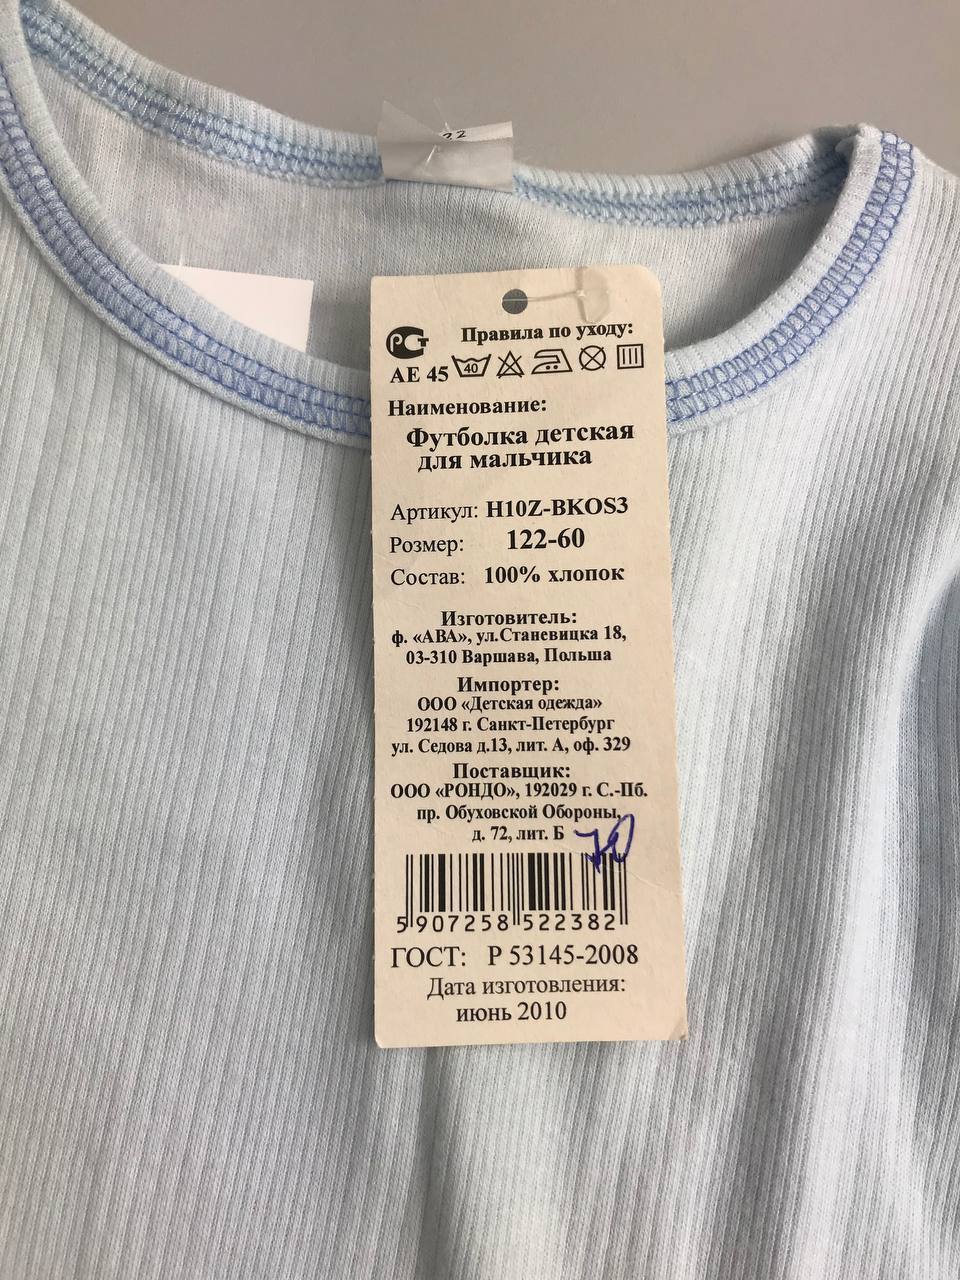 22
Правила по уходу:
РСТ
АЕ 45
40
Наименование:
Футболка детская
для мальчика
Артикул: H10Z-BKOS3
Розмер: 122-60
Состав: 100% хлопок
Изготовитель:
ф. «АВА», ул.Станевицка 18,
03-310 Варшава, Польша
Импортер:
ООО «Детская одежда»
192148 г. Санкт-Петербург
ул. Седова д.13, лит. А, оф. 329
Поставщик:
ООО «РОНДО», 192029 г. С.-Пб.
пр. Обуховской Обороны,
д. 72, лит. Б
5 907258 522382
ГОСТ: Р 53145-2008
Дата изготовления:
июнь 2010